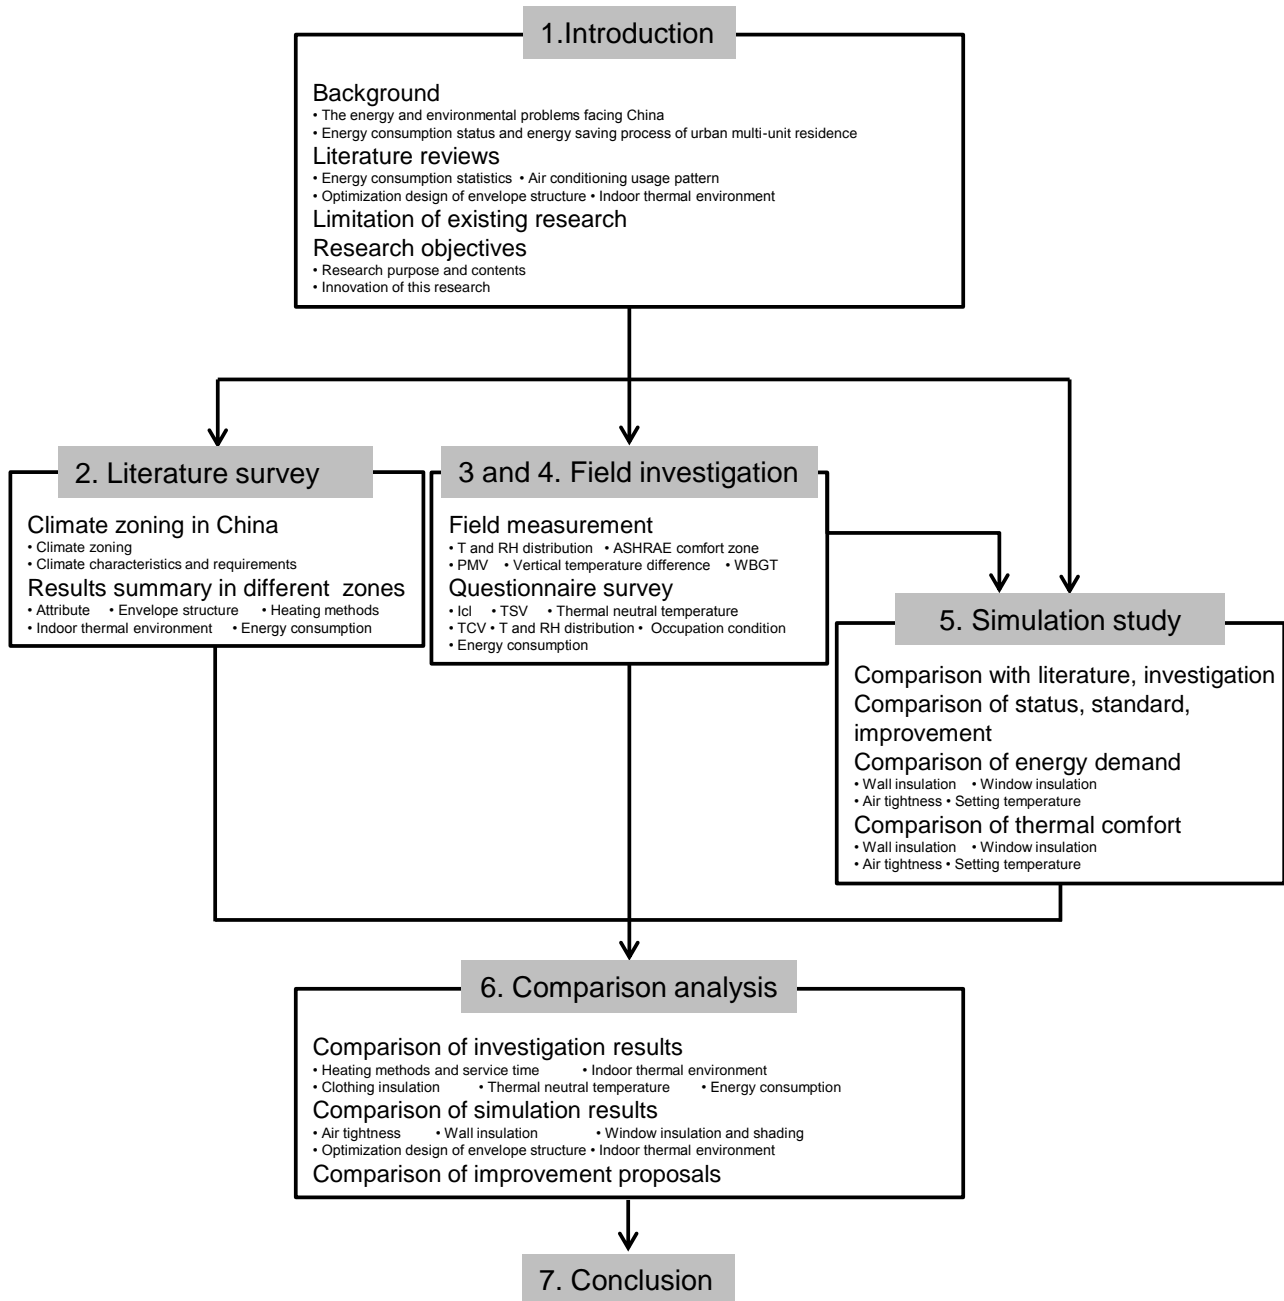 1.Introduction
Background
• The energy and environmental problems facing China
• Energy consumption status and energy saving process of urban multi-unit residence
Literature reviews
• Energy consumption statistics • Air conditioning usage pattern
• Optimization design of envelope structure • Indoor thermal environment
Limitation of existing research
Research objectives
• Research purpose and contents
• Innovation of this research
2. Literature survey
Climate zoning in China
• Climate zoning
• Climate characteristics and requirements
Results summary in different zones
• Attribute • Envelope structure • Heating methods
• Indoor thermal environment • Energy consumption
3 and 4. Field investigation
Field measurement
• T and RH distribution • ASHRAE comfort zone
• PMV • Vertical temperature difference • WBGT
Questionnaire survey
• Icl • TSV • Thermal neutral temperature
• TCV • T and RH distribution • Occupation condition
• Energy consumption
5. Simulation study
Comparison with literature, investigation
Comparison of status, standard,
improvement
Comparison of energy demand
• Wall insulation • Window insulation
• Air tightness • Setting temperature
Comparison of thermal comfort
• Wall insulation • Window insulation
• Air tightness • Setting temperature
6. Comparison analysis
Comparison of investigation results
• Heating methods and service time • Indoor thermal environment
• Clothing insulation • Thermal neutral temperature • Energy consumption
Comparison of simulation results
• Air tightness • Wall insulation • Window insulation and shading
• Optimization design of envelope structure • Indoor thermal environment
Comparison of improvement proposals
7. Conclusion